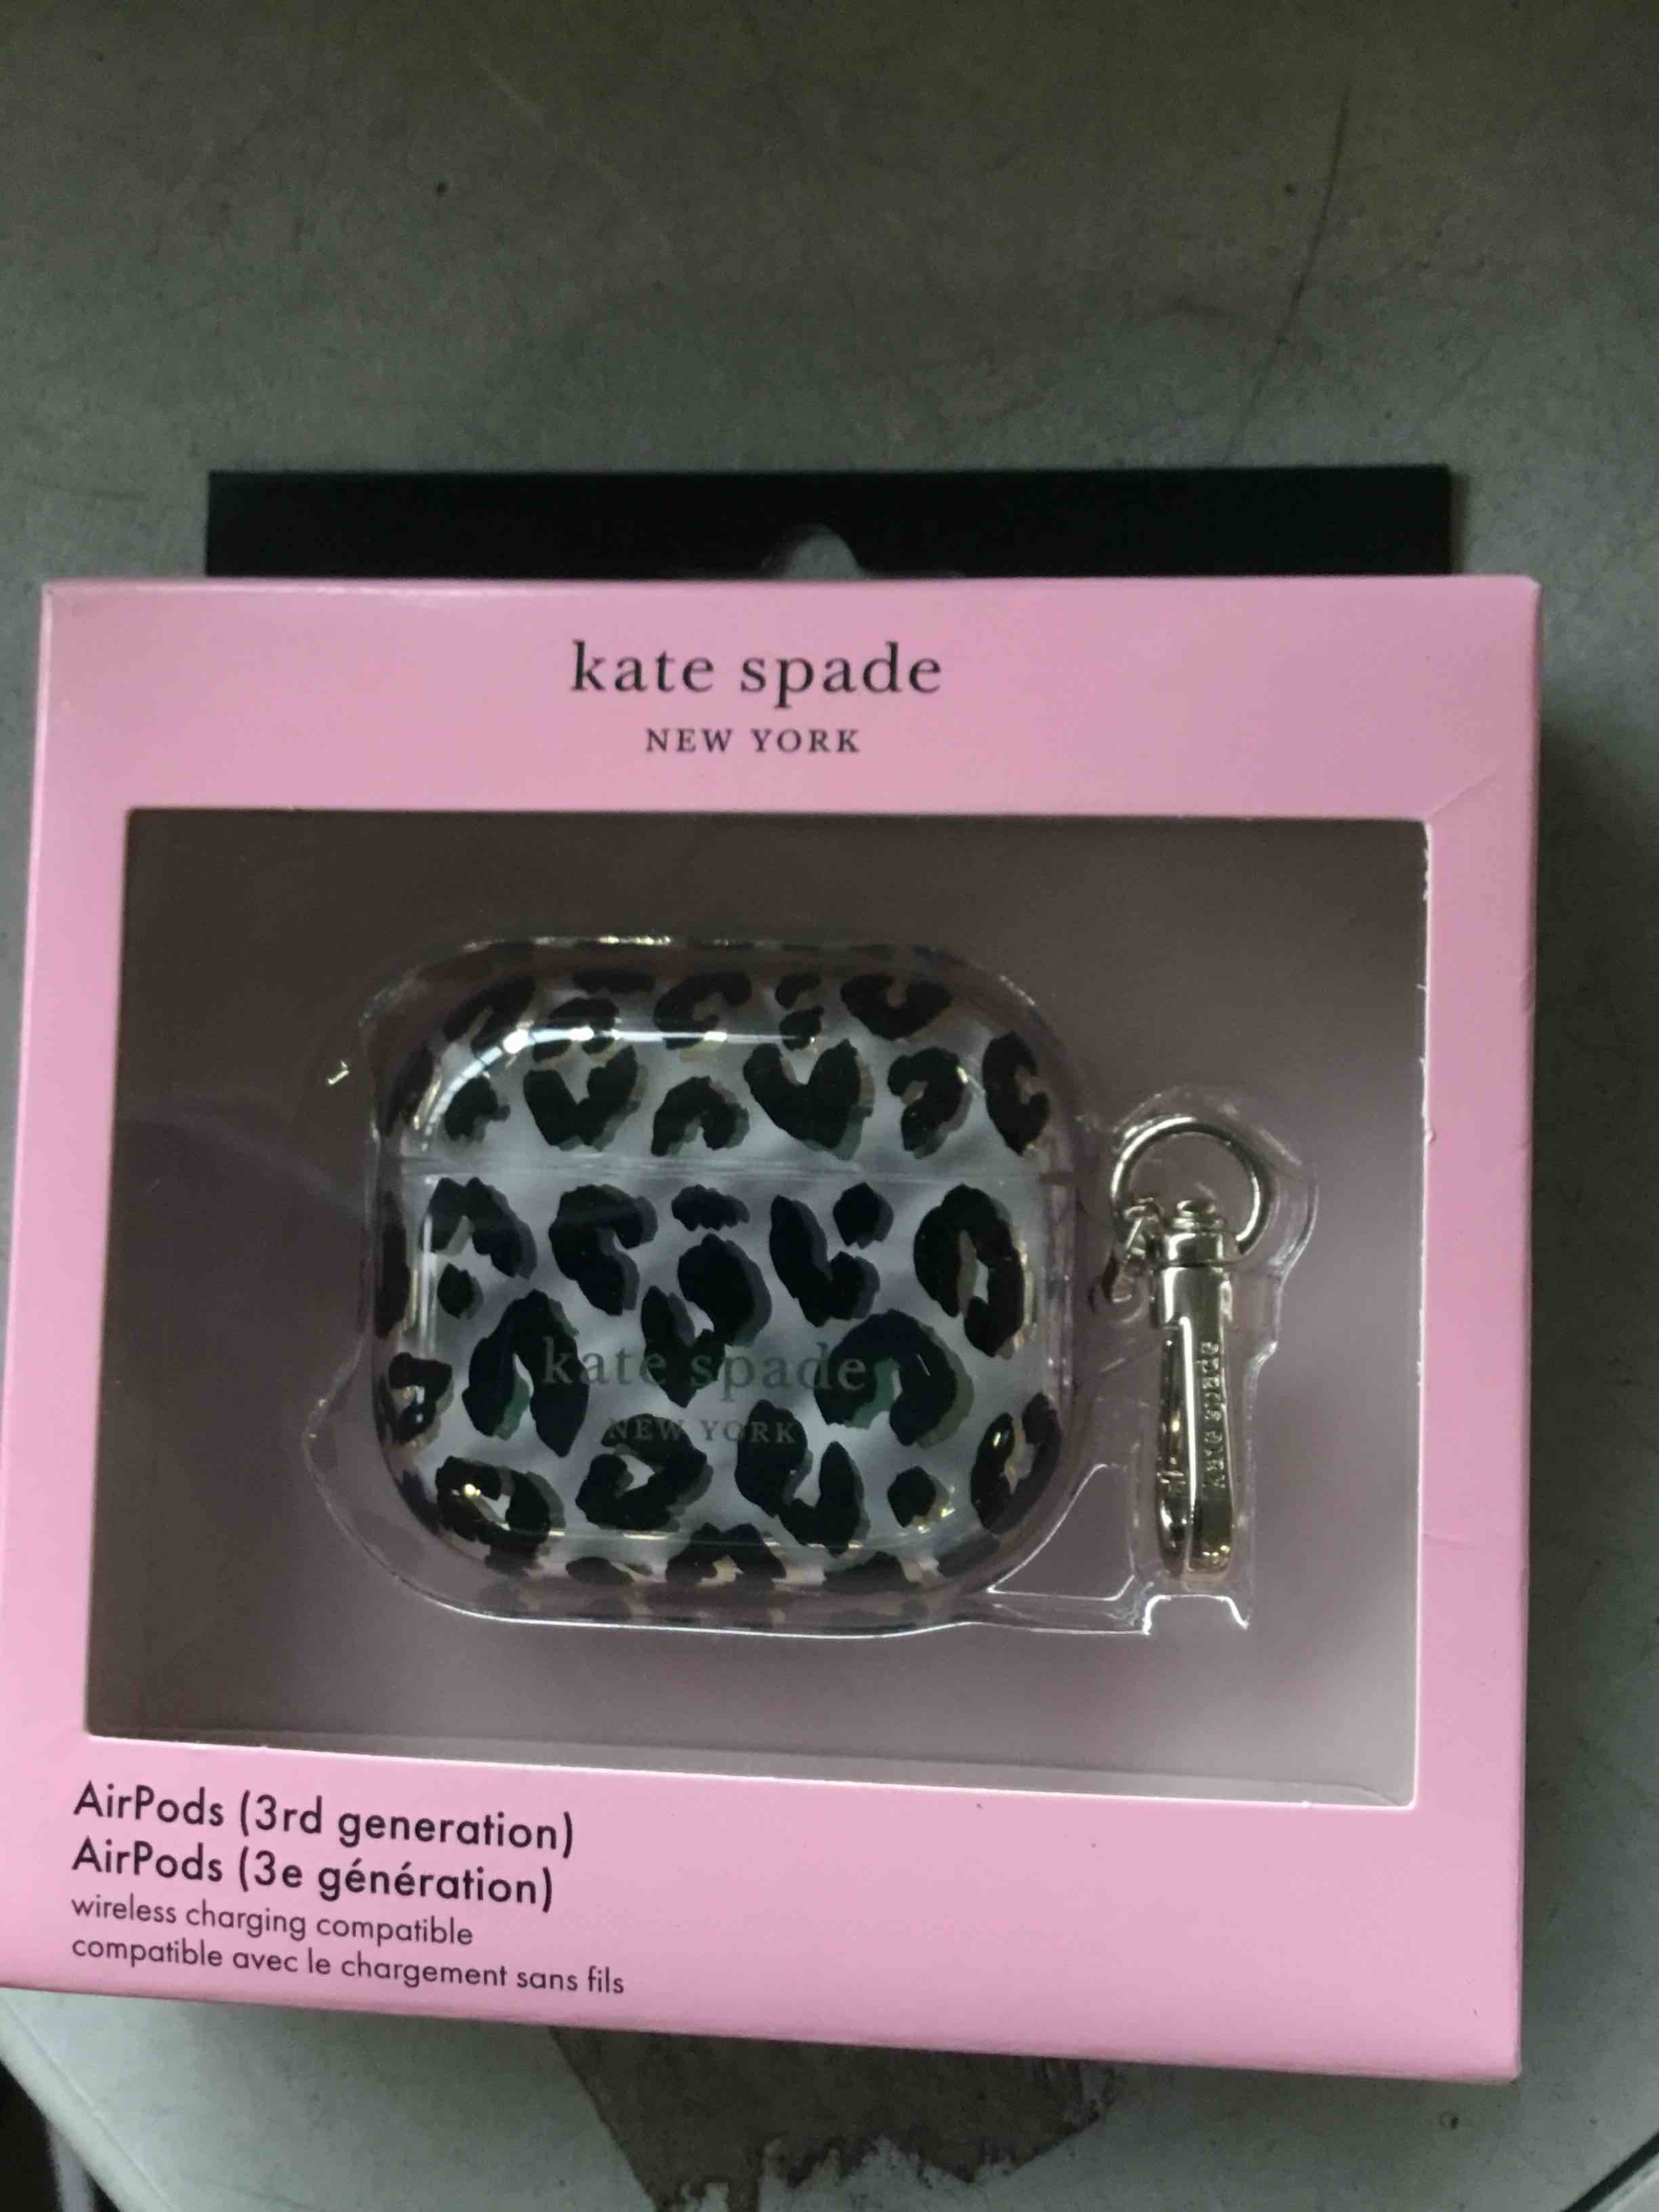 kate spade
NEW YORK
kate spade
NEW YORK
kate spade
AirPods (3rd generation)
AirPods (3e génération)
wireless charging compatible
compatible avec le chargement sans fils